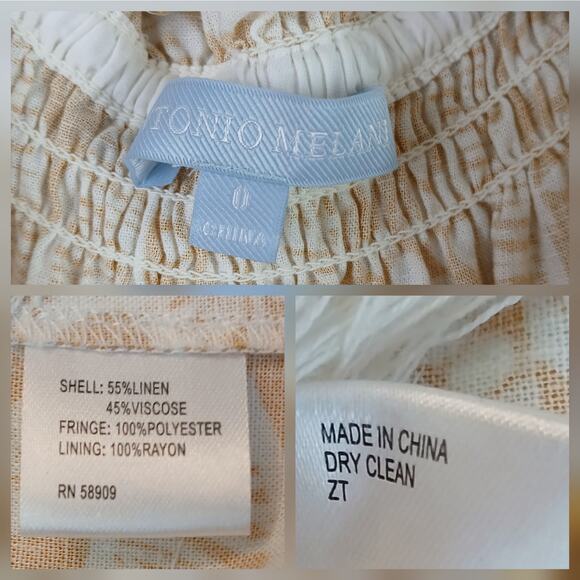 TONIO MELANI
0
CHINA
SHELL: 55%LINEN
45%VISCOSE
FRINGE: 100%POLYESTER
LINING: 100%RAYON
RN 58909
MADE IN CHINA
DRY CLEAN
ZT